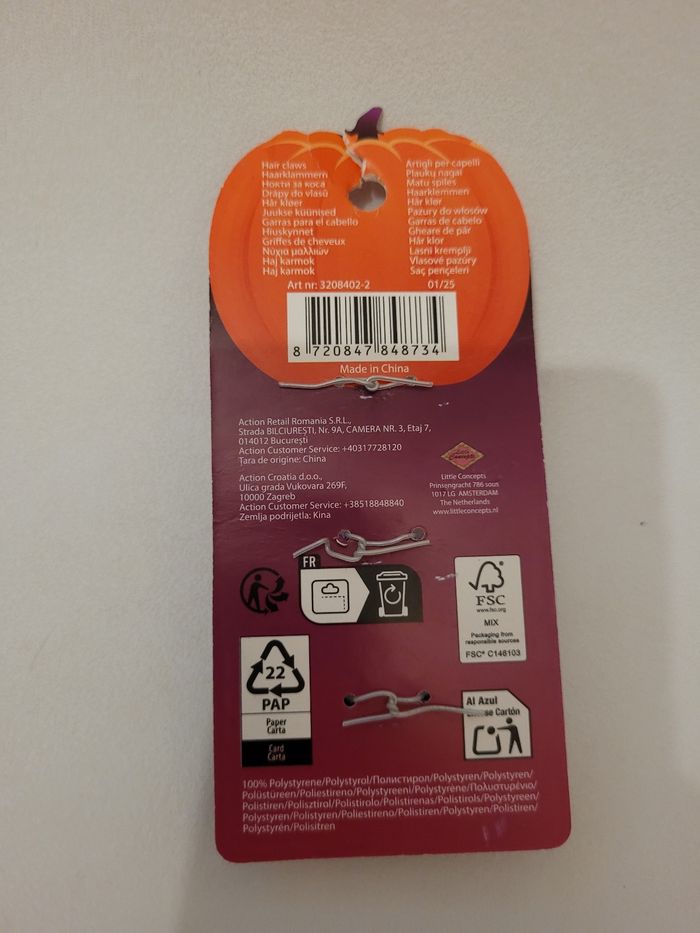 Hair claws
Haarklammern
Нокти за коса
Drápy do vlasů
Hår kløer
Juukse küünised
Garras para el cabello
Hiuskynnet
Griffes de cheveux
Νύχια μαλλιών
Haj karmok
Haj karmok
Artigli per capelli
Plaukų nagai
Matu spīles
Haarklemmen
Hår klør
Pazury do włosów
Garras de cabelo
Gheare de păr
Hår klor
Lasni kremplji
Vlasové pazúry
Saç pençeleri
Art nr: 3208402-2 01/25
8 720847 848734
Made in China
Action Retail Romania S.R.L.,
Strada BILCIUREȘTI, Nr. 9A, CAMERA NR. 3, Etaj 7,
014012 București
Action Customer Service: +40317728120
Țara de origine: China
Action Croatia d.o.o.,
Ulica grada Vukovara 269F,
10000 Zagreb
Action Customer Service: +38518848840
Zemlja podrijetla: Kina
Little Concepts
Little Concepts
Prinsengracht 786 sous
1017 LG AMSTERDAM
The Netherlands
www.littleconcepts.nl
FR
FSC
www.fsc.org
MIX
Packaging from
responsible sources
FSC® C146103
22
PAP
Paper
Carta
Card
Carta
Al Azul
Cartón
100% Polystyrene/Polystyrol/Полистирол/Polystyren/Polystyren/
Polüstüreen/Poliestireno/Polystyreeni/Polystyrène/Πολυστυρένιο/
Polistiren/Polisztirol/Polistirolo/Polistirenas/Polistirols/Polystyreen/
Polystyren/Polistyren/Poliestireno/Polistiren/Polystyren/Polistiren/
Polystyrén/Polisitren